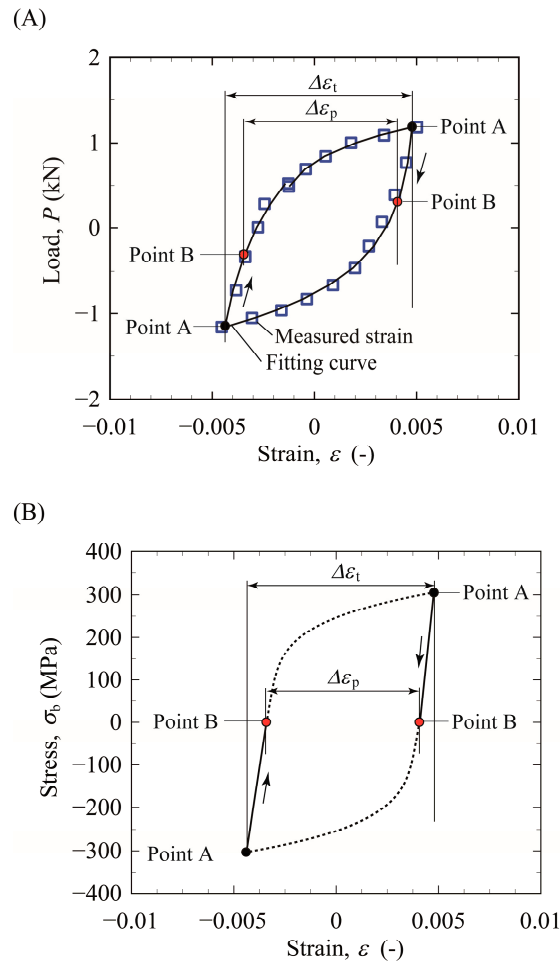 (A)
2
1
0
−1
−2
Load, P (kN)
Δεt
Δεp
Point A
Point B
Point B
Point A
Measured strain
Fitting curve
−0.01 −0.005 0 0.005 0.01
Strain, ε (-)
(B)
400
300
200
100
0
−100
−200
−300
−400
Stress, σb (MPa)
Δεt
Point A
Δεp
Point B
Point B
Point A
−0.01 −0.005 0 0.005 0.01
Strain, ε (-)